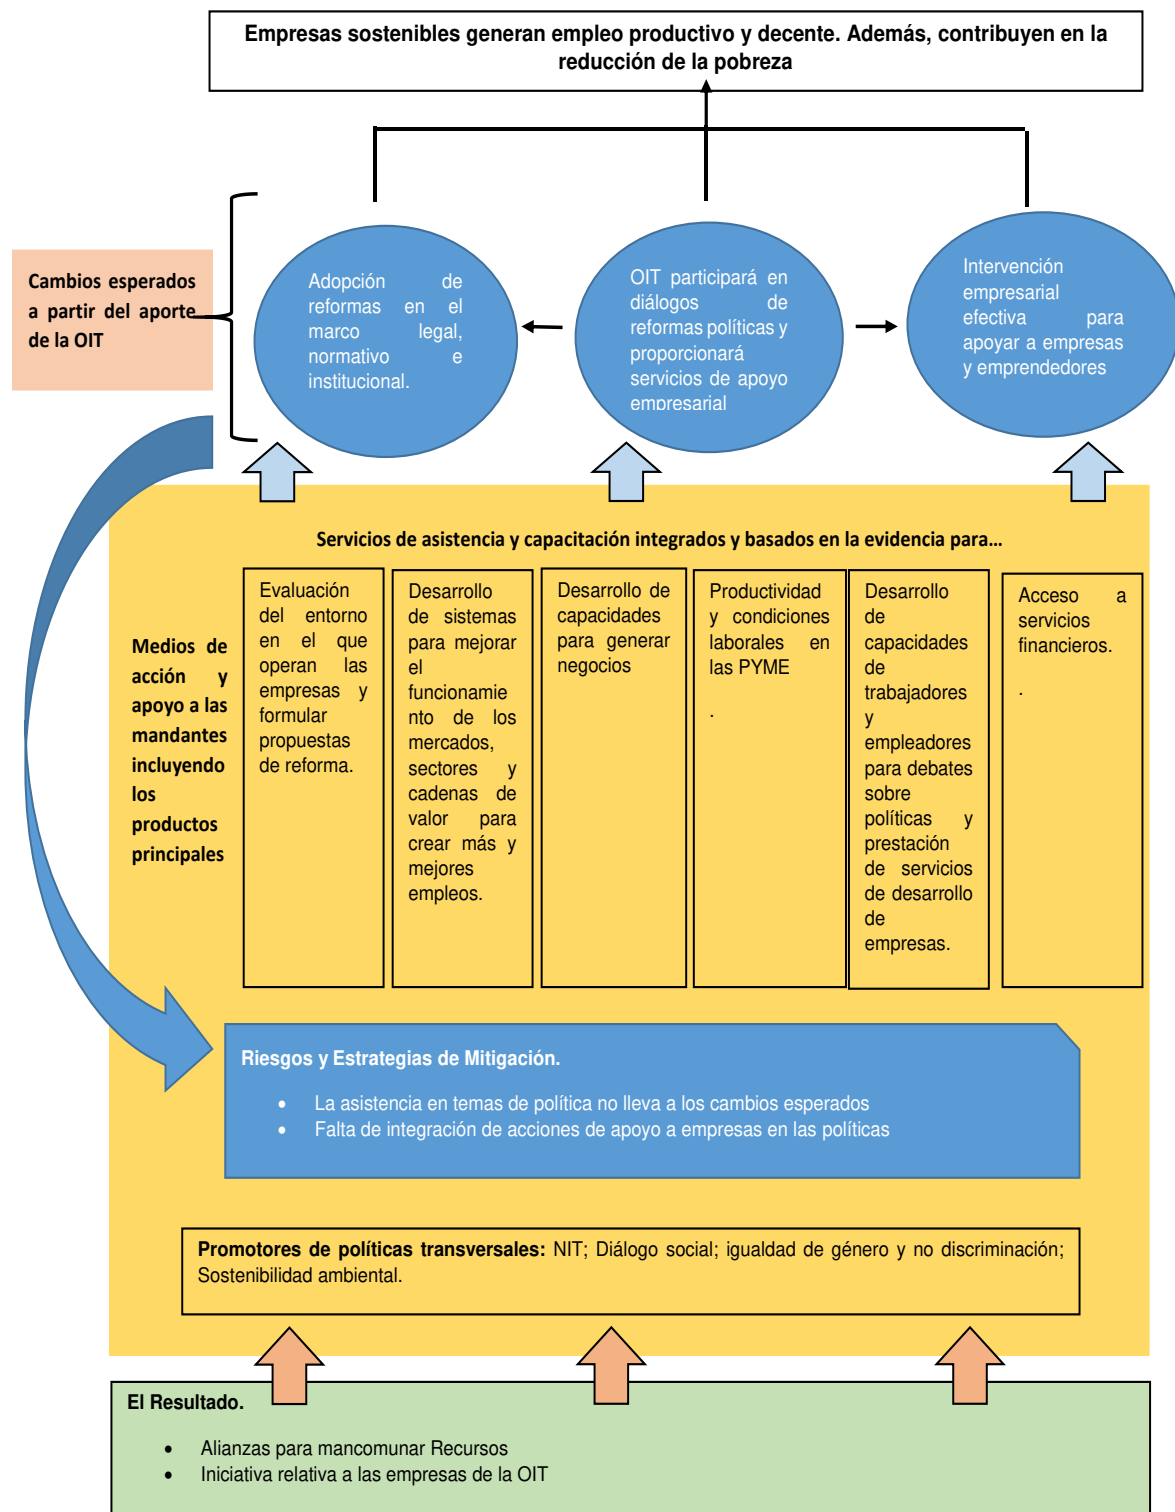 Empresas sostenibles generan empleo productivo y decente. Además, contribuyen en la
reducción de la pobreza
Cambios esperados
a partir del aporte
de la OIT
Adopción de
reformas en el
marco legal,
normativo e
institucional.
OIT participará en
diálogos de
reformas políticas y
proporcionará
servicios de apoyo
empresarial
Intervención
empresarial
efectiva para
apoyar a empresas
y emprendedores
Servicios de asistencia y capacitación integrados y basados en la evidencia para...
Medios de
acción y
apoyo a las
mandantes
incluyendo
los
productos
principales
Evaluación
del entorno
en el que
operan las
empresas y
formular
propuestas
de reforma.
Desarrollo
de sistemas
para mejorar
el
funcionamie
nto de los
mercados,
sectores y
cadenas de
valor para
crear más y
mejores
empleos.
Desarrollo de
capacidades
para generar
negocios
Productividad
y condiciones
laborales en
las PYME
.
Desarrollo
de
capacidades
de
trabajadores
y
empleadores
para debates
sobre
políticas y
prestación
de servicios
de desarrollo
de
empresas.
Acceso a
servicios
financieros.
.
Riesgos y Estrategias de Mitigación.
• La asistencia en temas de política no lleva a los cambios esperados
• Falta de integración de acciones de apoyo a empresas en las políticas
Promotores de políticas transversales: NIT; Diálogo social; igualdad de género y no discriminación;
Sostenibilidad ambiental.
El Resultado.
• Alianzas para mancomunar Recursos
• Iniciativa relativa a las empresas de la OIT